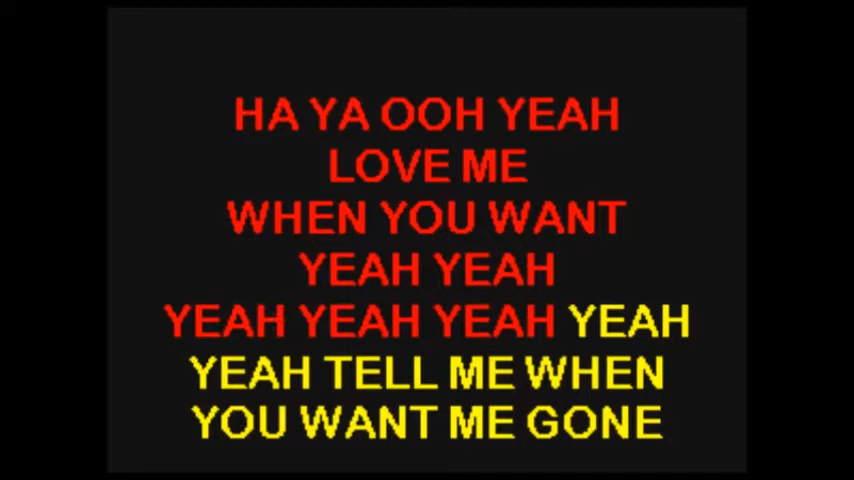 HA YA OOH YEAH
LOVE ME
WHEN YOU WANT
YEAH YEAH
YEAH YEAH YEAH YEAH
YEAH TELL ME WHEN
YOU WANT ME GONE